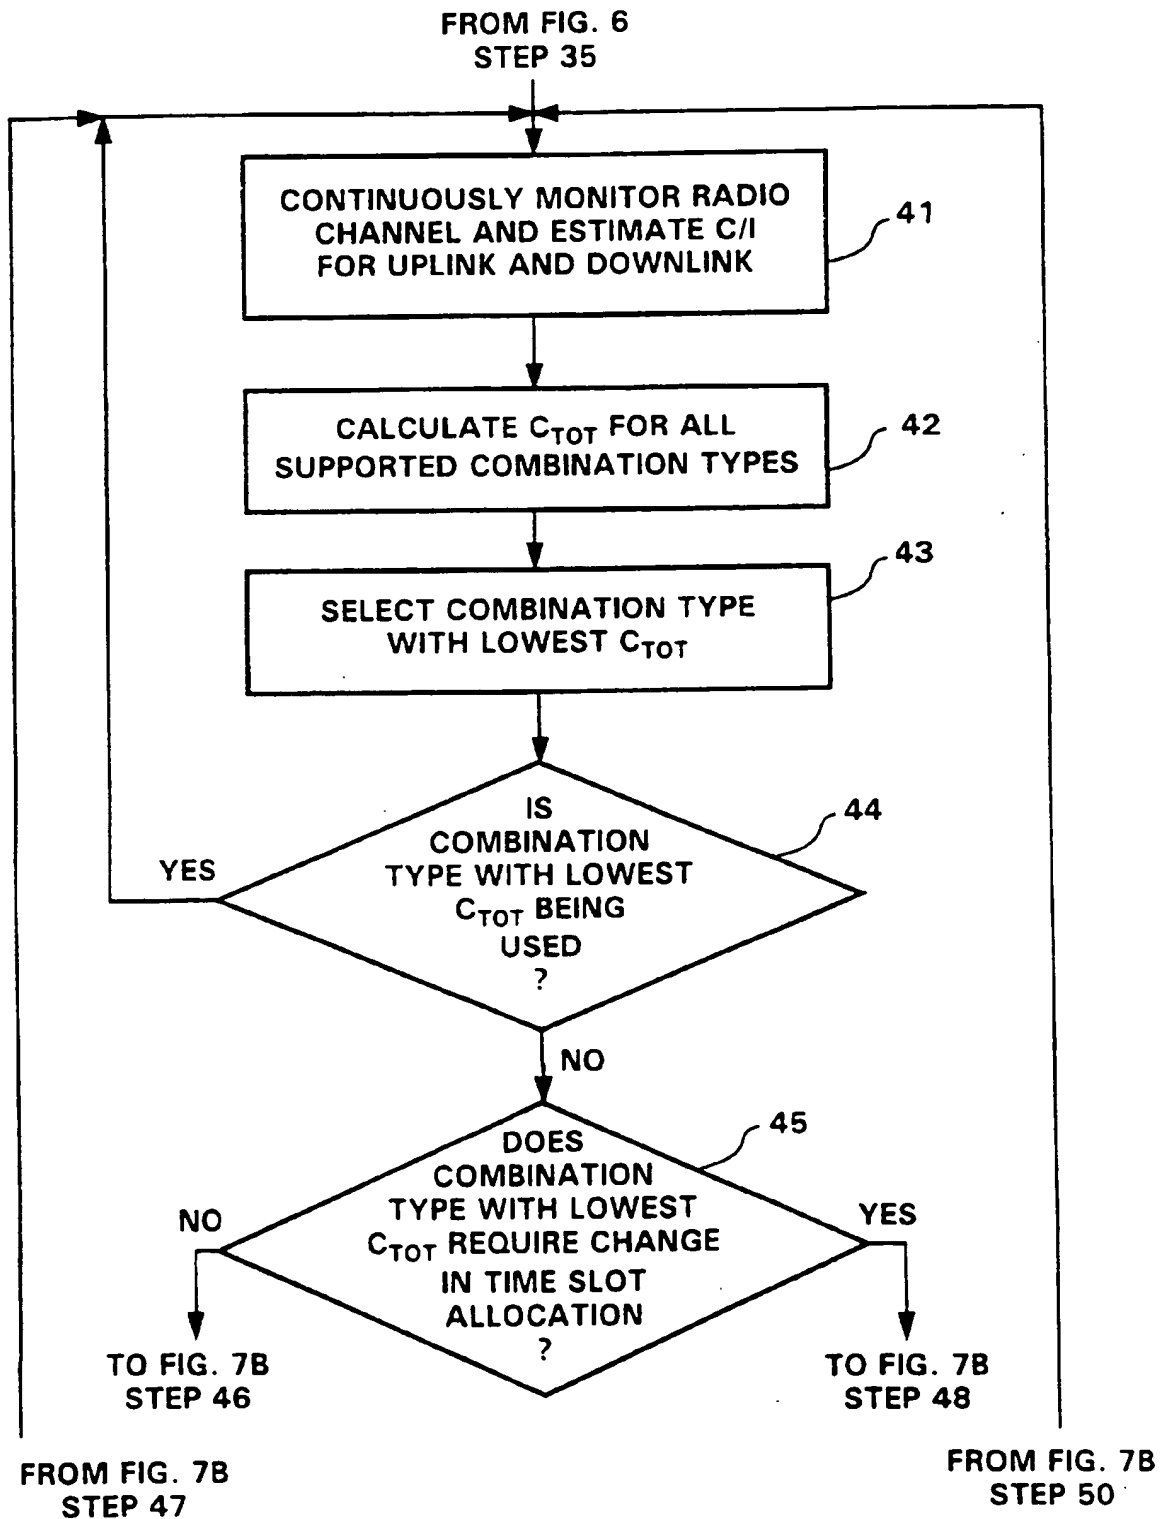 FROM FIG. 6
STEP 35
CONTINUOUSLY MONITOR RADIO
CHANNEL AND ESTIMATE C/I
FOR UPLINK AND DOWNLINK
41
CALCULATE CTOT FOR ALL
SUPPORTED COMBINATION TYPES
42
SELECT COMBINATION TYPE
WITH LOWEST CTOT
43
IS
COMBINATION
TYPE WITH LOWEST
CTOT BEING
USED
?
44
YES
NO
DOES
COMBINATION
TYPE WITH LOWEST
CTOT REQUIRE CHANGE
IN TIME SLOT
ALLOCATION
?
45
NO
YES
TO FIG. 7B
STEP 46
TO FIG. 7B
STEP 48
FROM FIG. 7B
STEP 47
FROM FIG. 7B
STEP 50